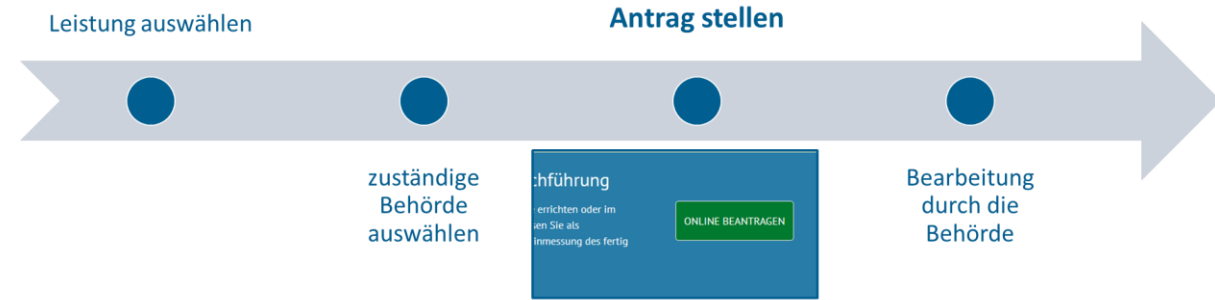 Leistung auswählen
Antrag stellen
zuständige
Behörde
auswählen
chführung
errichten oder im
sen Sie als
inmessung des fertig
ONLINE BEANTRAGEN
Bearbeitung
durch die
Behörde